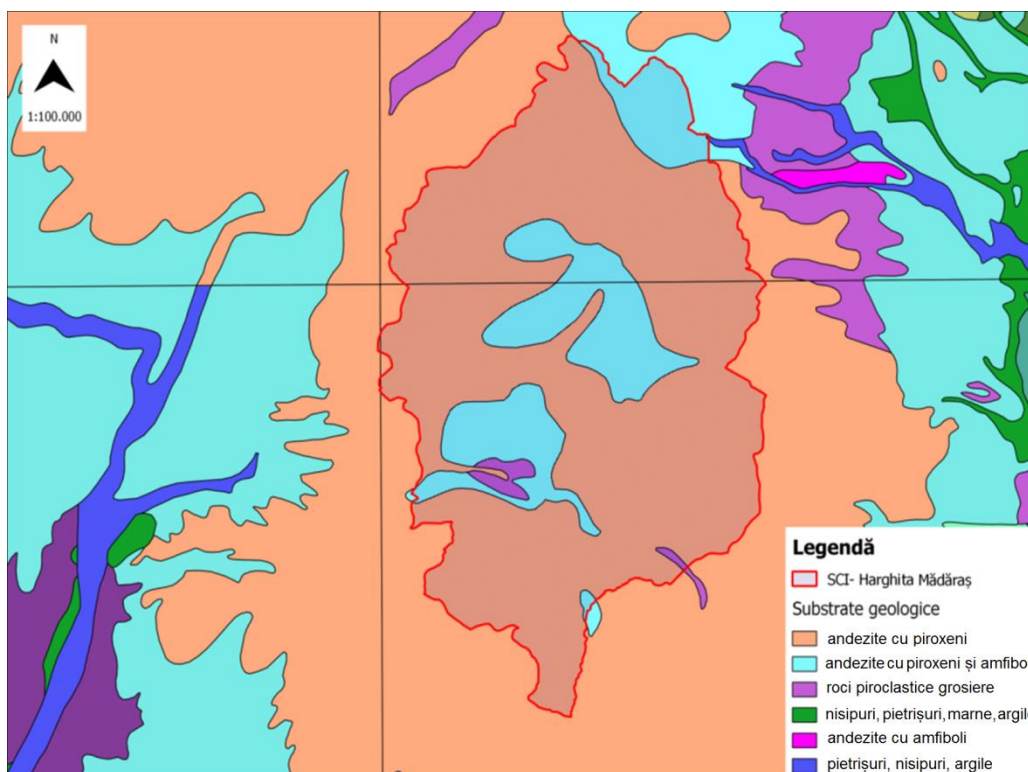 N
1:100.000
Legendă
SCI- Harghita Mădăraș
Substrate geologice
andezite cu piroxeni
andezite cu piroxeni și amfibo
roci piroclastice grosiere
nisipuri, pietrișuri, marne, argile
andezite cu amfiboli
pietrișuri, nisipuri, argile